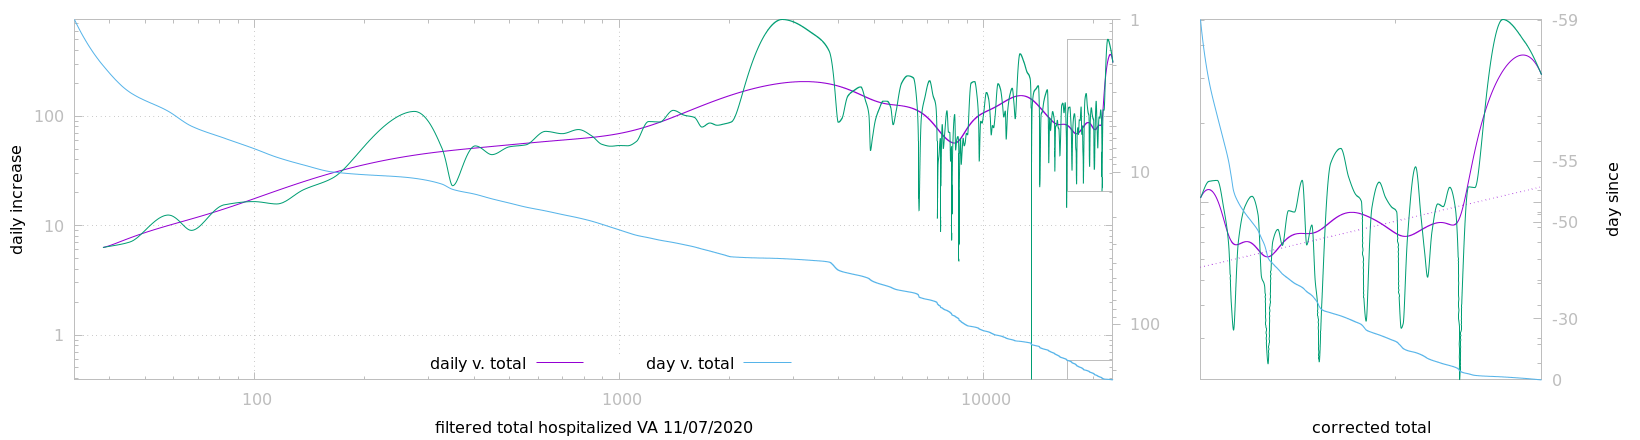 daily increase
100
10
1
100
1000
10000
1
10
100
daily v. total
day v. total
filtered total hospitalized VA 11/07/2020
-59
-55
-50
-30
0
day since
corrected total